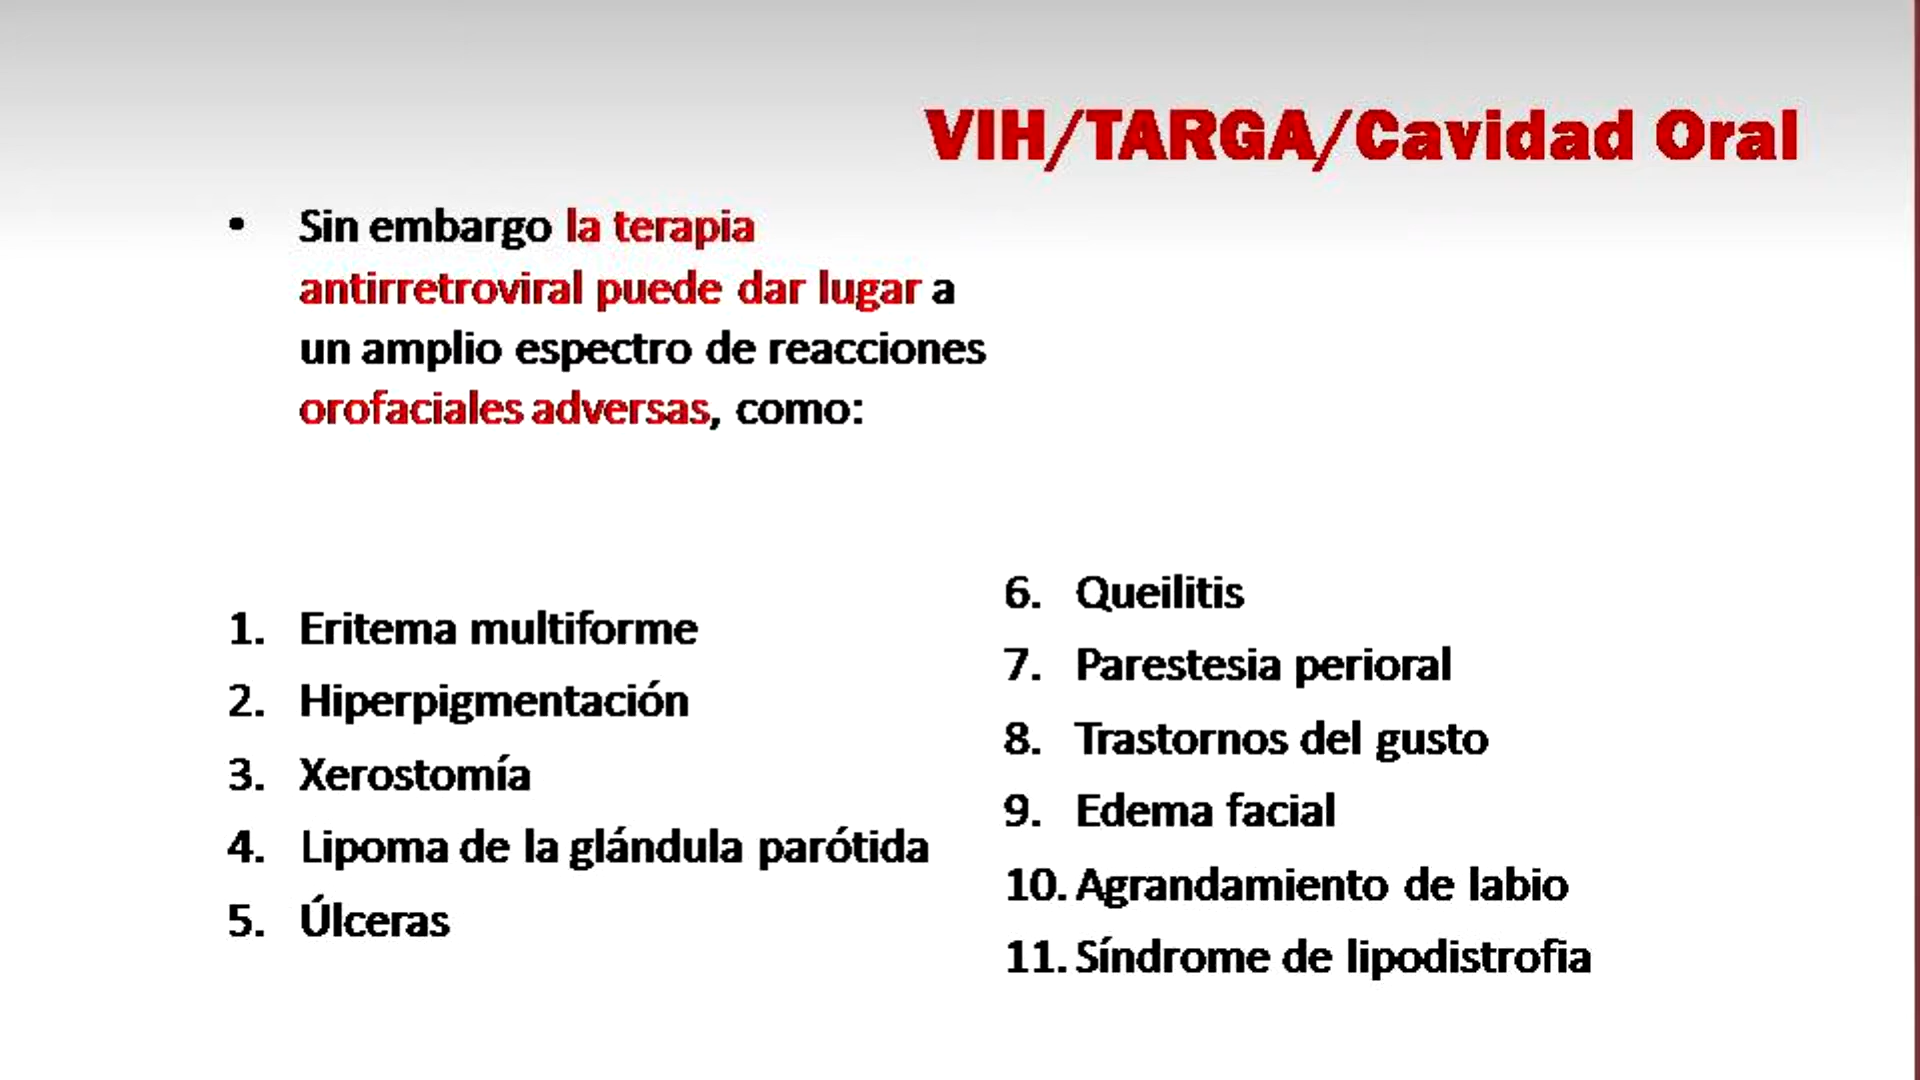 VIH/TARGA/Cavidad Oral
• Sin embargo la terapia
antirretroviral puede dar lugar a
un amplio espectro de reacciones
orofaciales adversas, como:
1. Eritema multiforme
2. Hiperpigmentación
3. Xerostomía
4. Lipoma de la glándula parótida
5. Úlceras
6. Queilitis
7. Parestesia perioral
8. Trastornos del gusto
9. Edema facial
10. Agrandamiento de labio
11. Síndrome de lipodistrofia